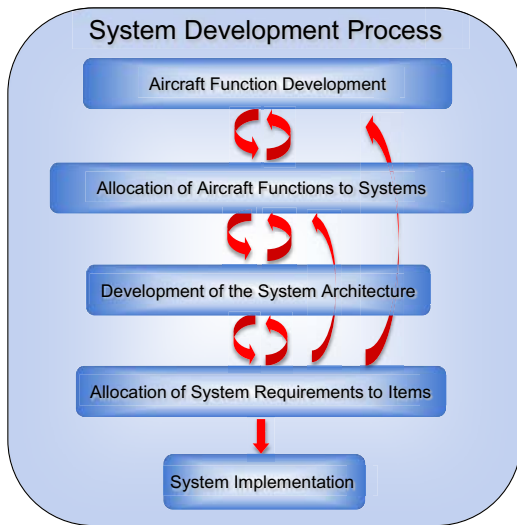 System Development Process
Aircraft Function Development
Allocation of Aircraft Functions to Systems
Development of the System Architecture
Allocation of System Requirements to Items
System Implementation